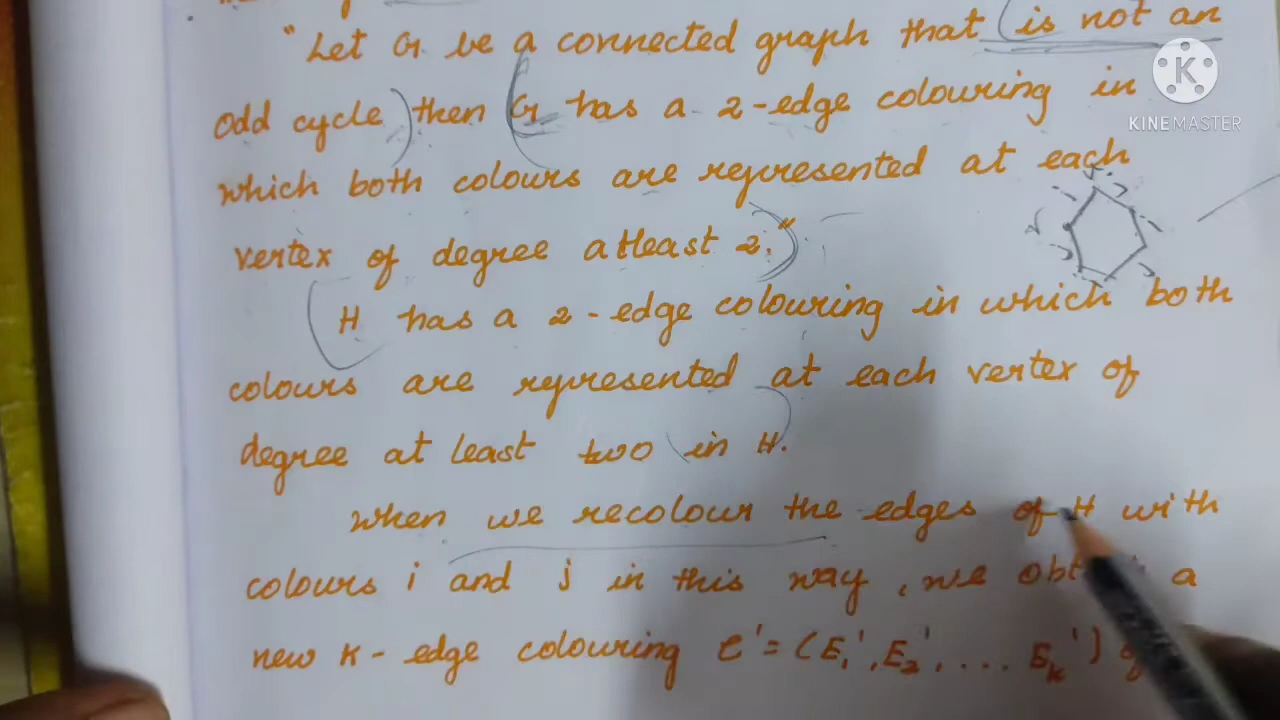 "Let G be a connected graph that is not an
KINEMASTER
odd cycle then G has a 2-edge colouring in
which both colours are represented at each
vertex of degree atleast 2."
H has a 2-edge colouring in which both
colours are represented at each vertex of
degree at least two in H.
when we recolour the edges of H with
colours i and j in this way, we a
new K-edge colouring C' = (E₁', E₂', .... Eₖ')